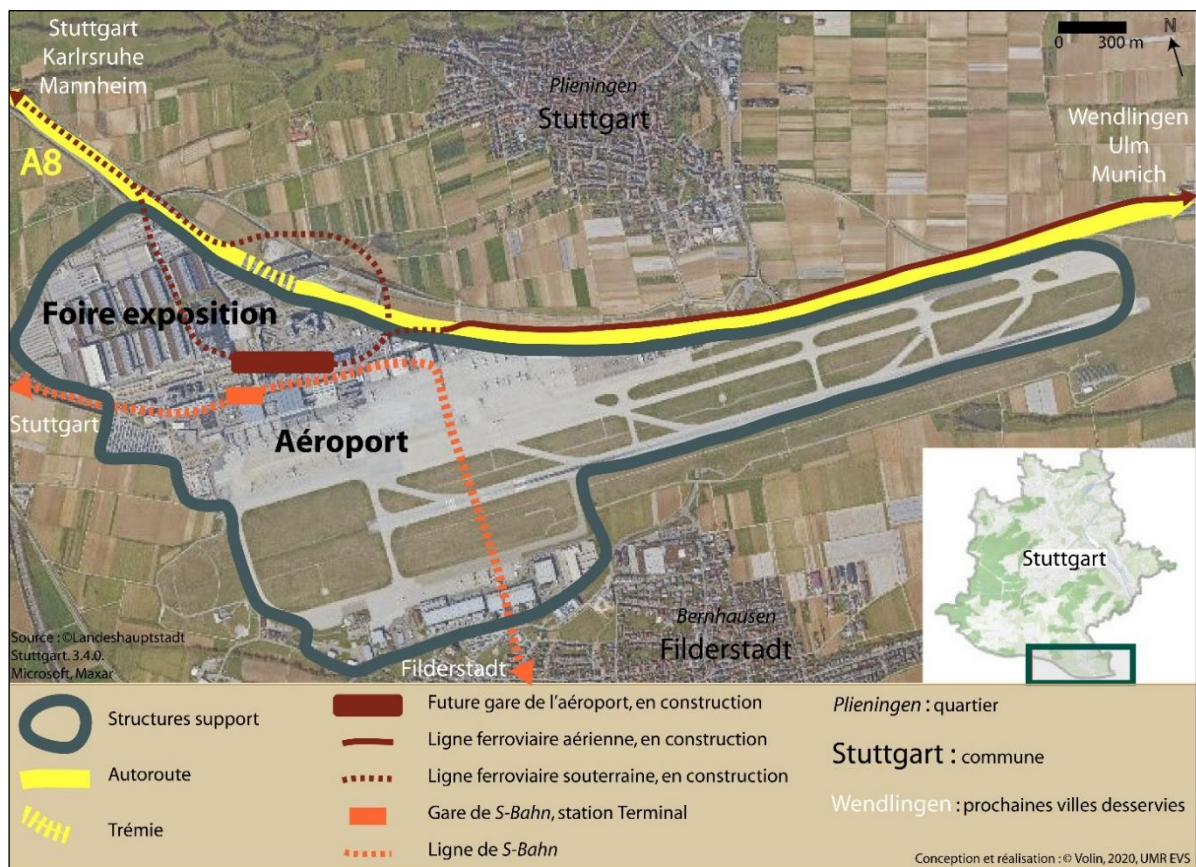 Stuttgart
Karlrsruhe
Mannheim
A8
Plieningen
Stuttgart
0 300 m
N
Wendlingen
Ulm
Munich
Foire exposition
Stuttgart
Aéroport
Stuttgart
Bernhausen
Filderstadt
Filderstadt
Source : ©Landeshauptstadt
Stuttgart. 3.4.0.
Microsoft, Maxar
Structures support
Autoroute
Trémie
Future gare de l'aéroport, en construction
Ligne ferroviaire aérienne, en construction
Ligne ferroviaire souterraine, en construction
Gare de S-Bahn, station Terminal
Ligne de S-Bahn
Plieningen : quartier
Stuttgart : commune
Wendlingen : prochaines villes desservies
Conception et réalisation : © Volin, 2020, UMR EVS